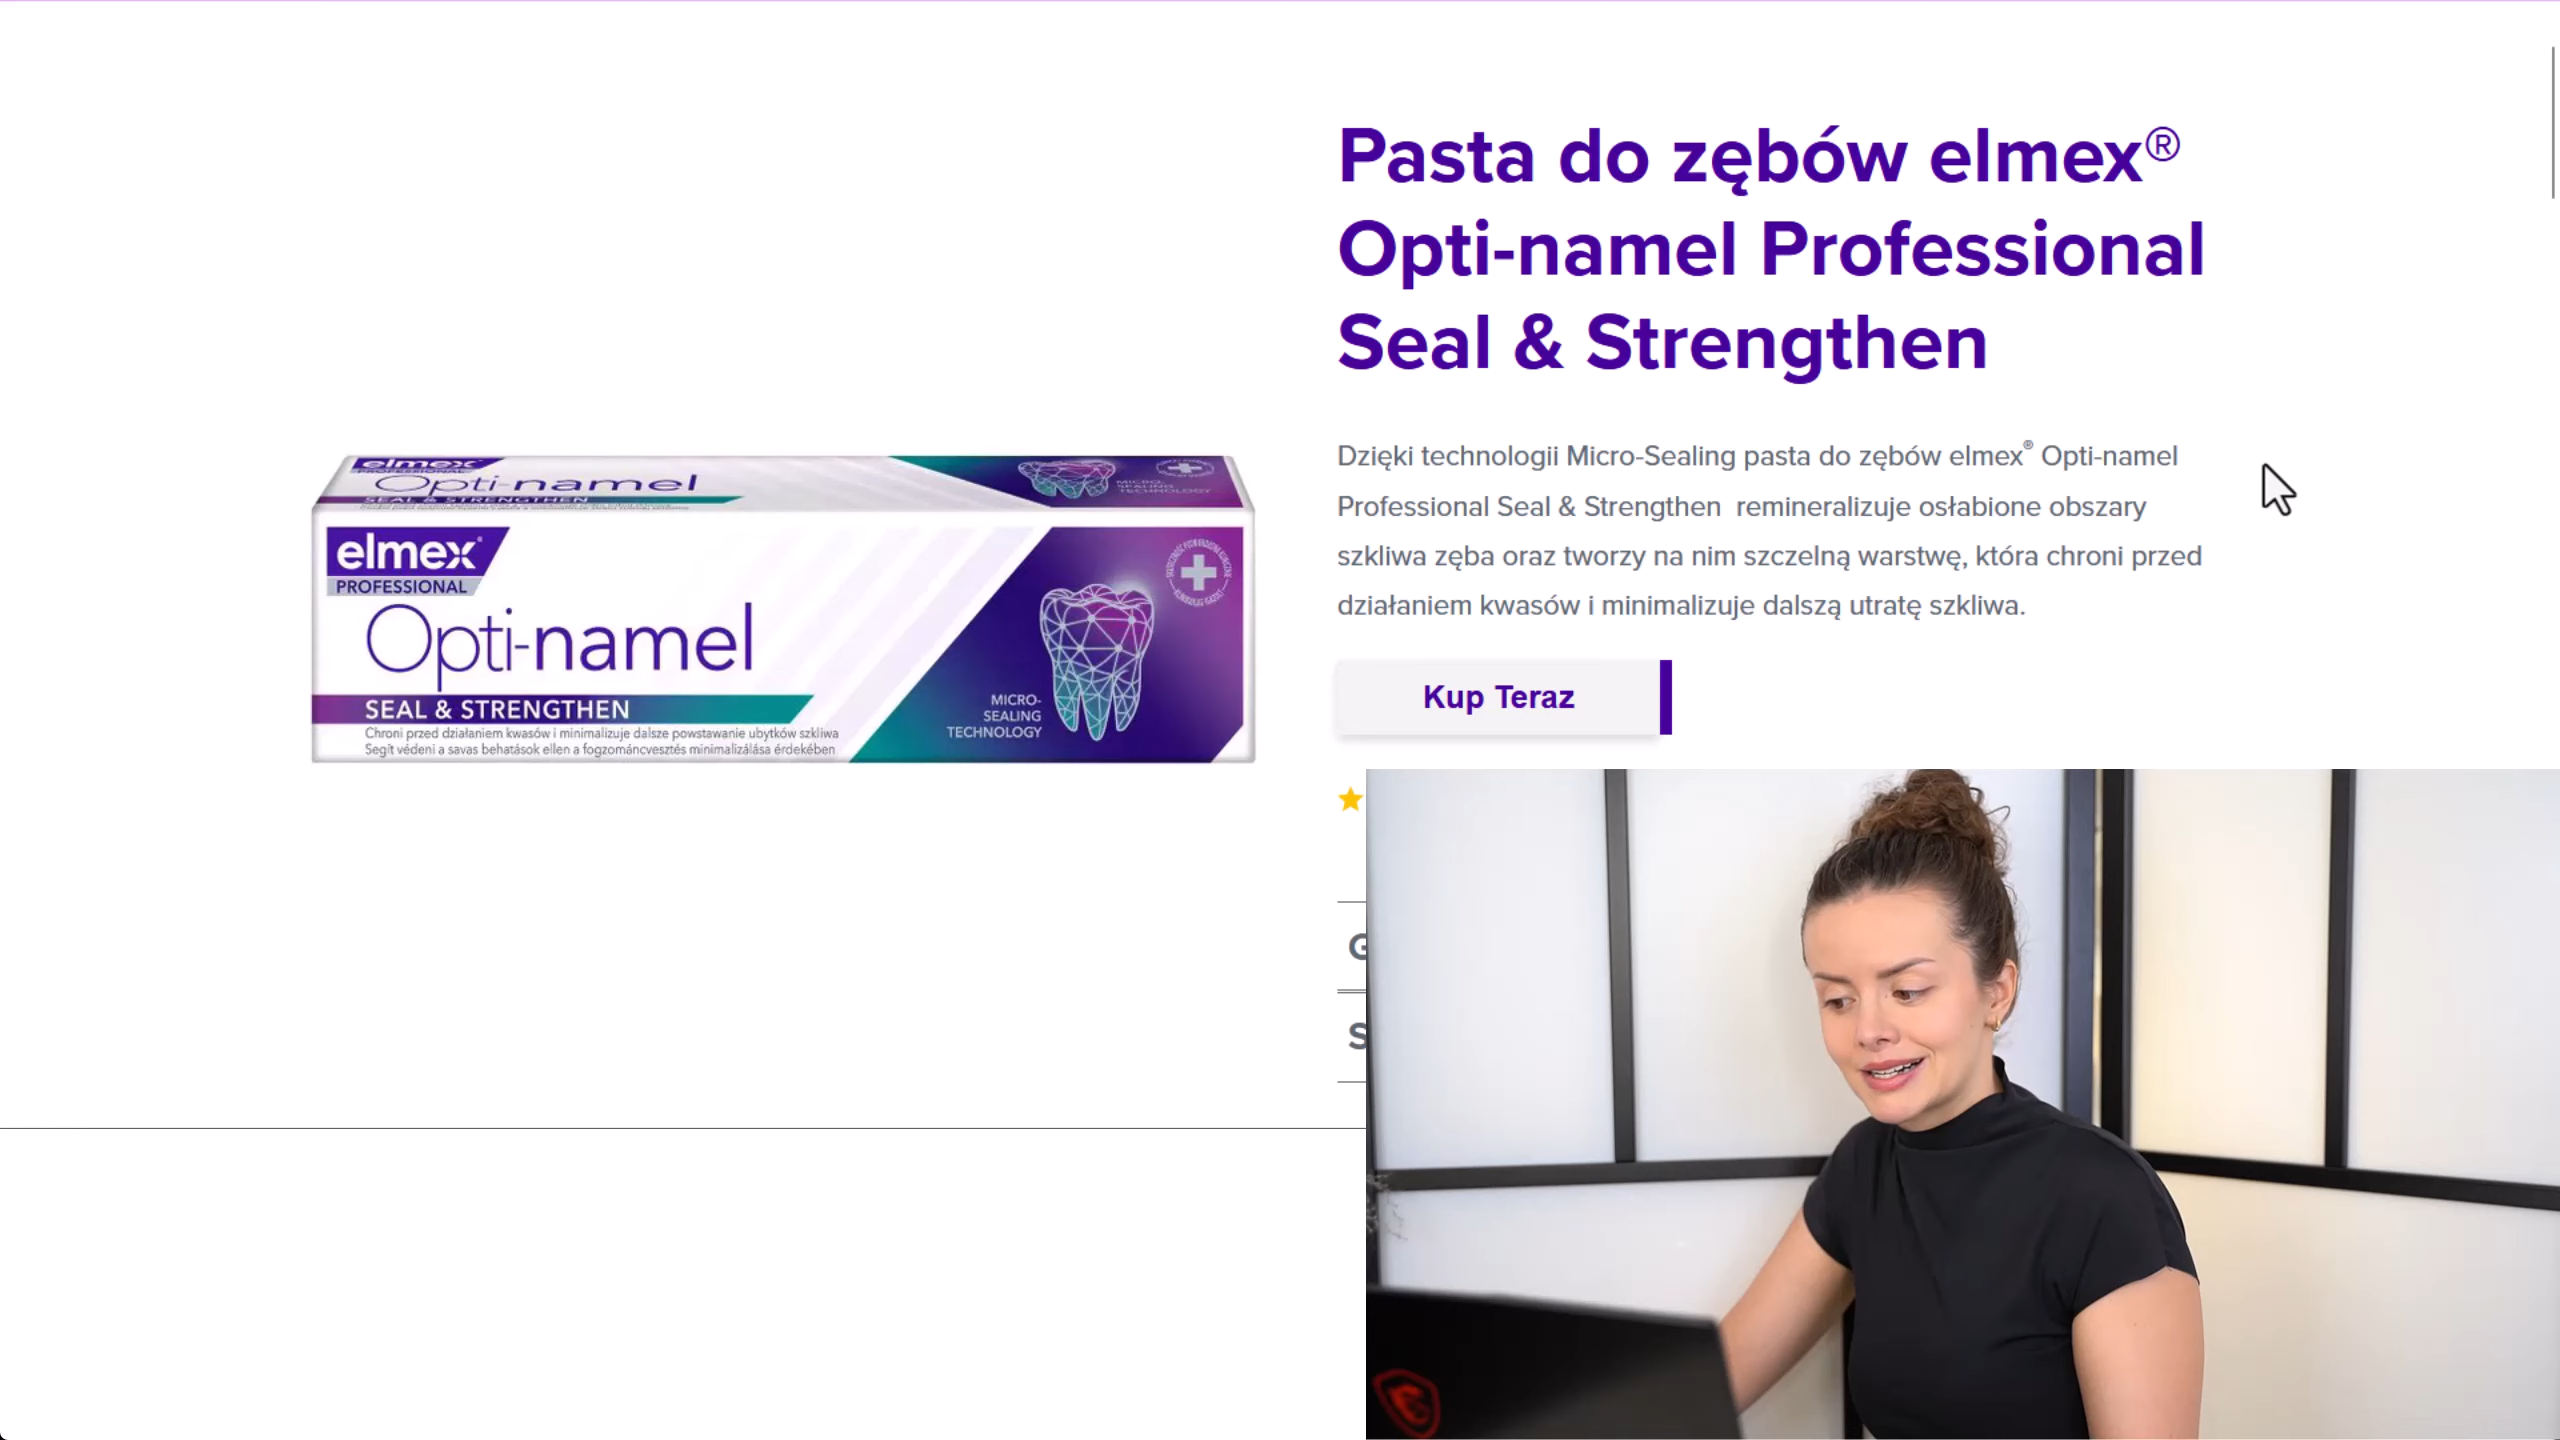 Pasta do zębów elmex®
Opti-namel Professional
Seal & Strengthen
Dzięki technologii Micro-Sealing pasta do zębów elmex® Opti-namel
Professional Seal & Strengthen remineralizuje osłabione obszary
szkliwa zęba oraz tworzy na nim szczelną warstwę, która chroni przed
działaniem kwasów i minimalizuje dalszą utratę szkliwa.
Kup Teraz
G
S
elmex
Opti-namel
SEAL & STRENGTHEN
MICRO-
SEALING
TECHNOLOGY
elmex
PROFESSIONAL
Opti-namel
SEAL & STRENGTHEN
Chroni przed działaniem kwasów i minimalizuje dalsze powstawanie ubytków szkliwa
Segít védeni a savas behatások ellen a fogzománcvesztés minimalizálása érdekében
MICRO-
SEALING
TECHNOLOGY